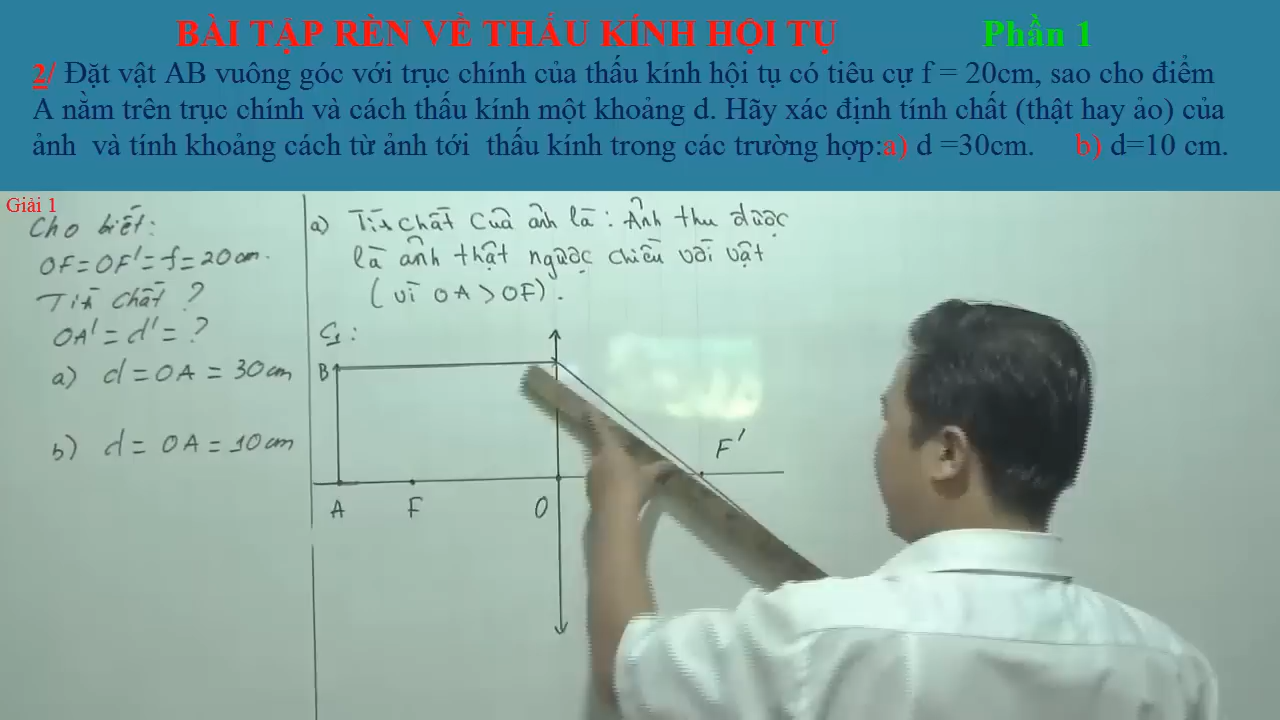 BÀI TẬP RÈN VỀ THẤU KÍNH HỘI TỤ Phần 1
2/ Đặt vật AB vuông góc với trục chính của thấu kính hội tụ có tiêu cự f = 20cm, sao cho điểm
A nằm trên trục chính và cách thấu kính một khoảng d. Hãy xác định tính chất (thật hay ảo) của
ảnh và tính khoảng cách từ ảnh tới thấu kính trong các trường hợp:a) d =30cm. b) d=10 cm.
Giải 1
Cho biết:
OF=OF'=f=20cm.
Tính chất ?
OA'=d'=?
a) d=OA=30cm
b) d=OA=10cm
a) Tính chất của ảnh là: Ảnh thu được
là ảnh thật ngược chiều với vật
(vì OA>OF).
C1:
B
F'
A F O